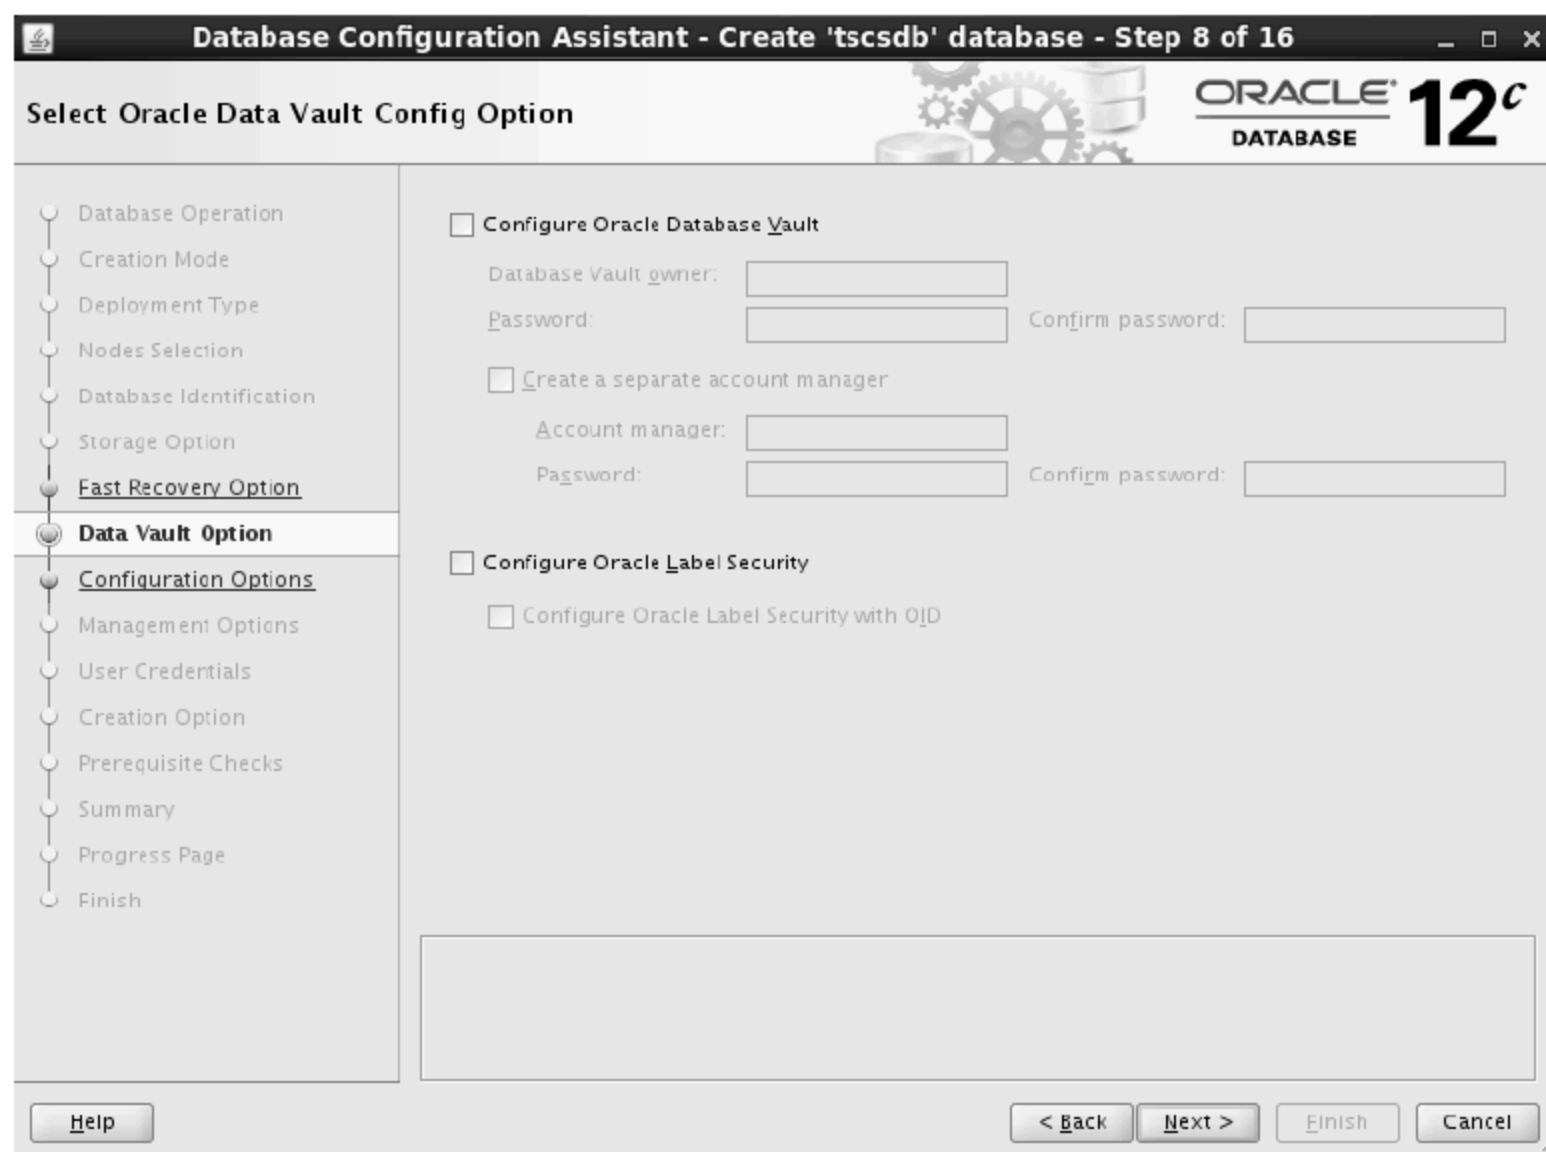 Database Configuration Assistant - Create 'tscsdb' database - Step 8 of 16
Select Oracle Data Vault Config Option
ORACLE
DATABASE
12c
Database Operation
Creation Mode
Deployment Type
Nodes Selection
Database Identification
Storage Option
Fast Recovery Option
Data Vault Option
Configuration Options
Management Options
User Credentials
Creation Option
Prerequisite Checks
Summary
Progress Page
Finish
Configure Oracle Database Vault
Database Vault owner:
Password: Confirm password:
Create a separate account manager
Account manager:
Password: Confirm password:
Configure Oracle Label Security
Configure Oracle Label Security with OID
Help < Back Next > Finish Cancel